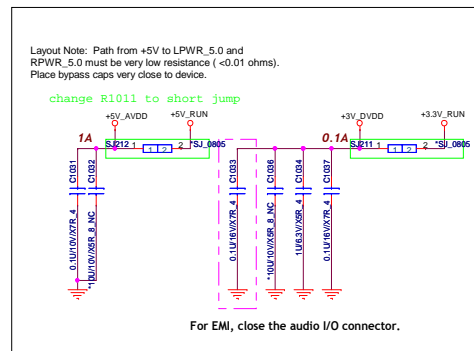 Layout Note: Path from +5V to LPWR_5.0 and
RPWR_5.0 must be very low resistance ( <0.01 ohms).
Place bypass caps very close to device.
change R1011 to short jump
+5V_AVDD
+5V_RUN
1A
SJ212
1
1 2
2
*SJ_0805
C1031
0.1U/10V/X7R_4
C1032
*10U/10V/X5R_8_NC
+3V_DVDD
+3.3V_RUN
0.1A
SJ211
1
1 2
2
*SJ_0805
C1033
0.1U/16V/X7R_4
C1036
*10U/10V/X5R_8_NC
C1034
1U/6.3V/X5R_4
C1037
0.1U/16V/X7R_4
For EMI, close the audio I/O connector.